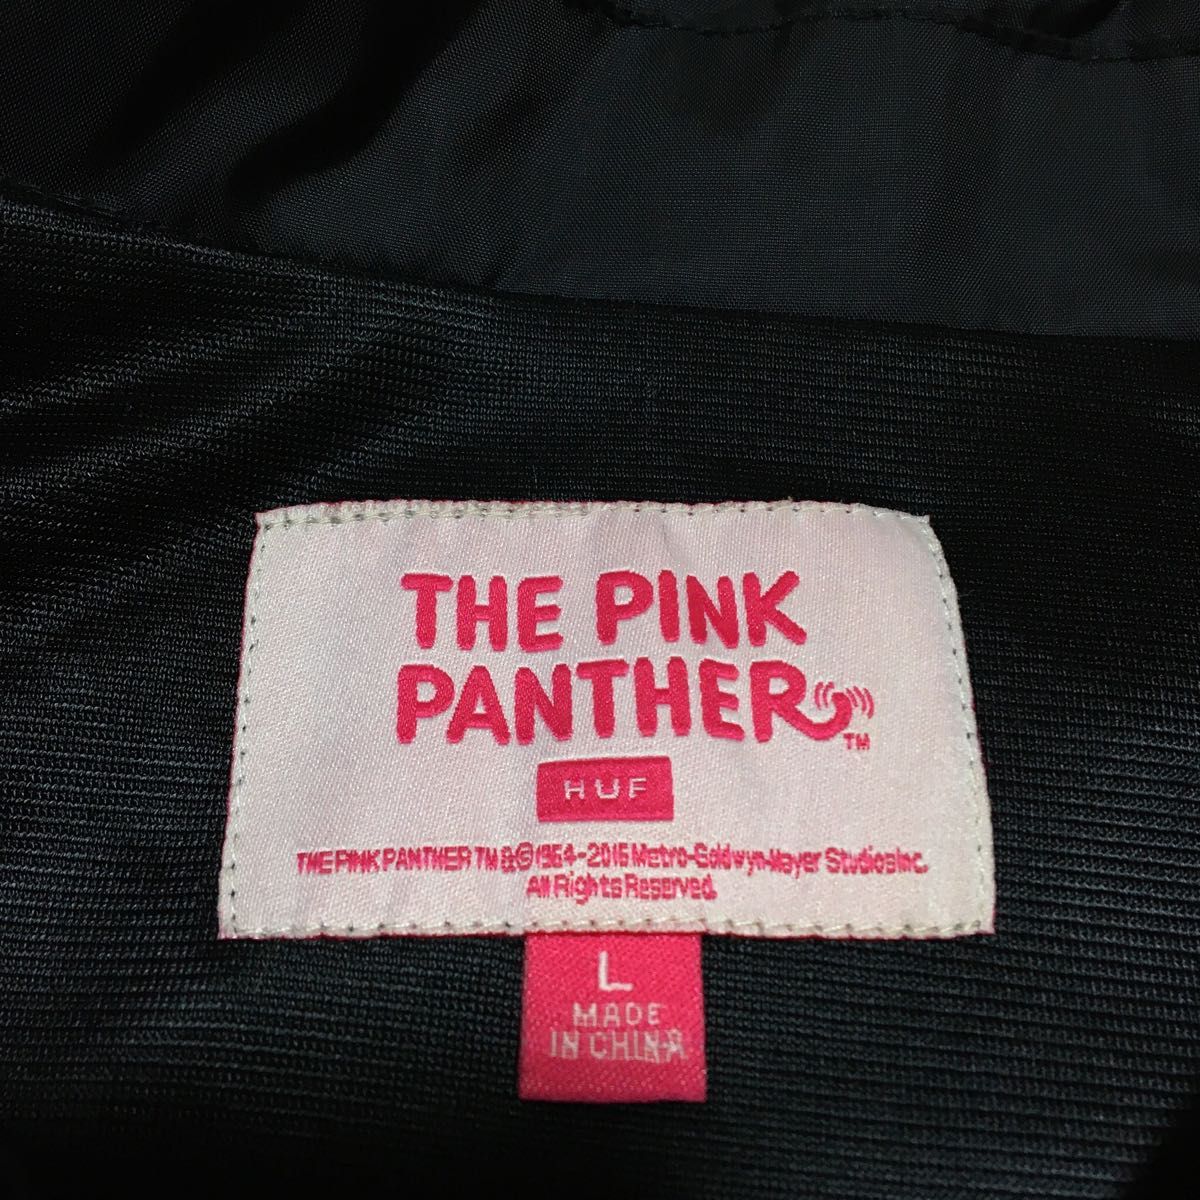 THE PINK
PANTHER TM
HUF
THE PINK PANTHER TM & © 1964-2016 Metro-Goldwyn-Mayer Studios Inc.
All Rights Reserved.
L
MADE
IN CHINA